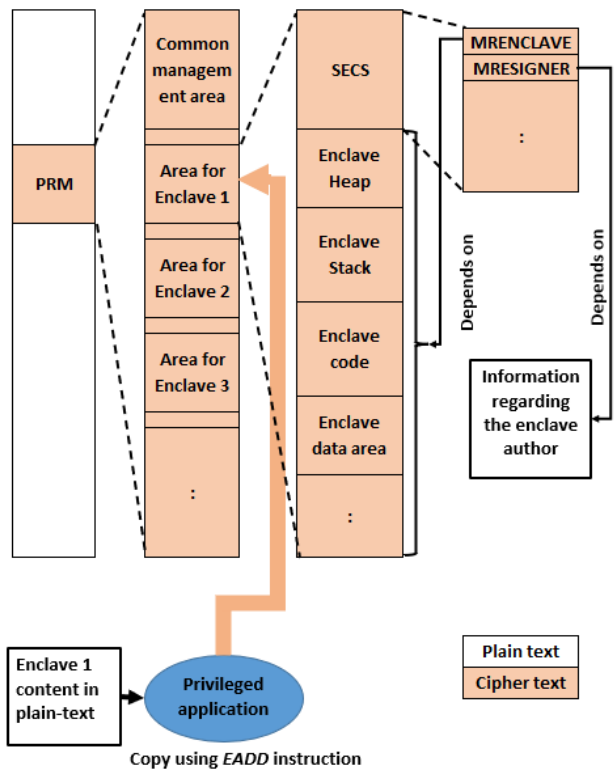 PRM
Common
managem
ent area
Area for
Enclave 1
Area for
Enclave 2
Area for
Enclave 3
:
SECS
Enclave
Heap
Enclave
Stack
Enclave
code
Enclave
data area
:
MRENCLAVE
MRESIGNER
:
Depends on
Depends on
Information
regarding
the enclave
author
Enclave 1
content in
plain-text
Privileged
application
Copy using EADD instruction
Plain text
Cipher text